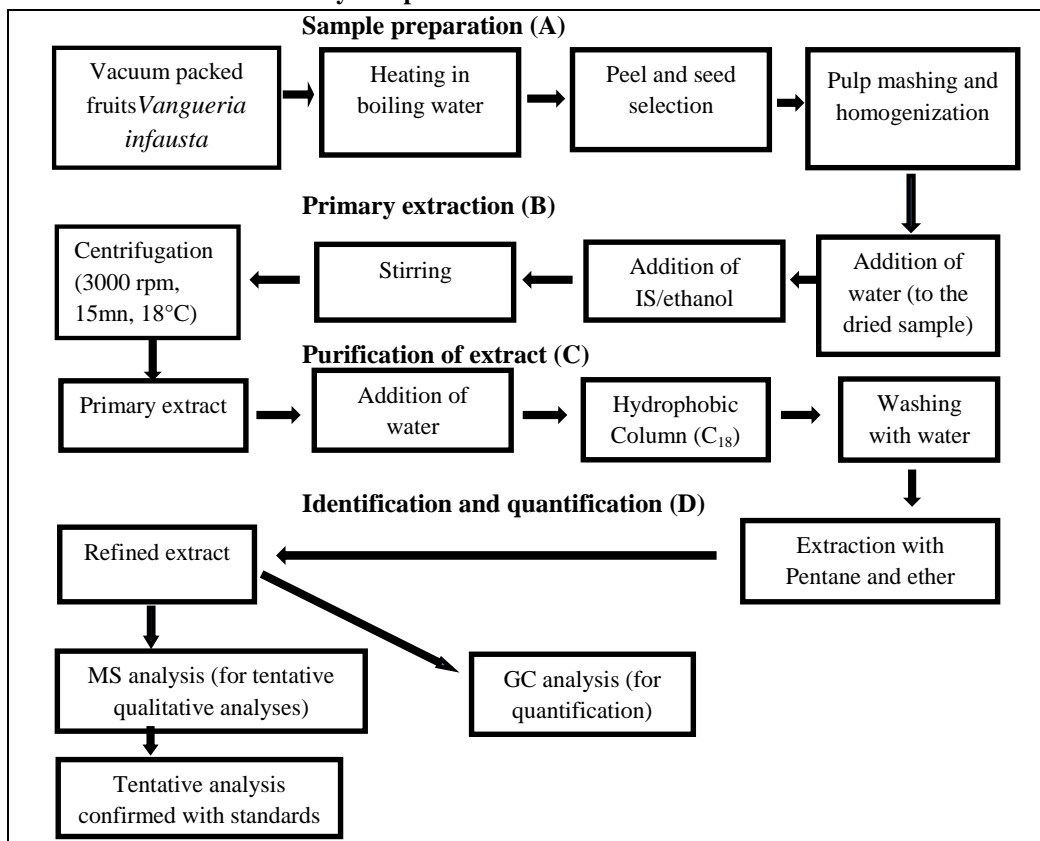 Sample preparation (A)
Vacuum packed
fruitsVangueria
infausta
Heating in
boiling water
Peel and seed
selection
Pulp mashing and
homogenization
Primary extraction (B)
Addition of
water (to the
dried sample)
Addition of
IS/ethanol
Stirring
Centrifugation
(3000 rpm,
15mn, 18°C)
Purification of extract (C)
Primary extract
Addition of
water
Hydrophobic
Column (C₁₈)
Washing
with water
Extraction with
Pentane and ether
Identification and quantification (D)
Refined extract
MS analysis (for tentative
qualitative analyses)
GC analysis (for
quantification)
Tentative analysis
confirmed with standards